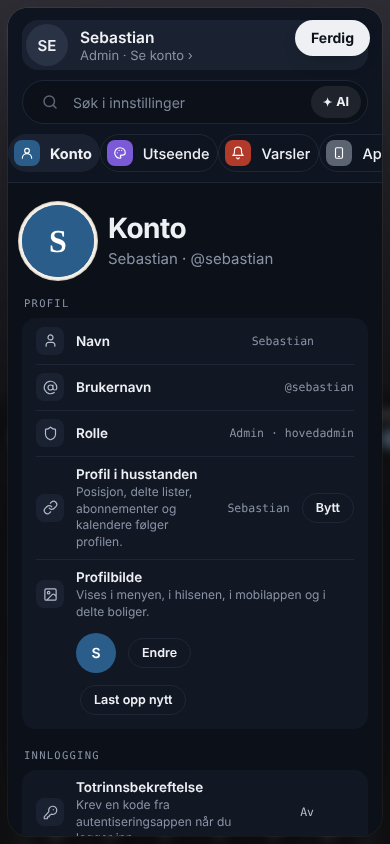 SE
Sebastian
Admin · Se konto ›
Ferdig
Søk i innstillinger
AI
Konto
Utseende
Varsler
Ap
S
Konto
Sebastian · @sebastian
PROFIL
Navn
Sebastian
Brukernavn
@sebastian
Rolle
Admin · hovedadmin
Profil i husstanden
Posisjon, delte lister,
abonnementer og
kalendere følger
profilen.
Sebastian
Bytt
Profilbilde
Vises i menyen, i hilsenen, i mobilappen og i
delte boliger.
S
Endre
Last opp nytt
INNLOGGING
Totrinnsbekreftelse
Krev en kode fra
autentiseringsappen når du
Av